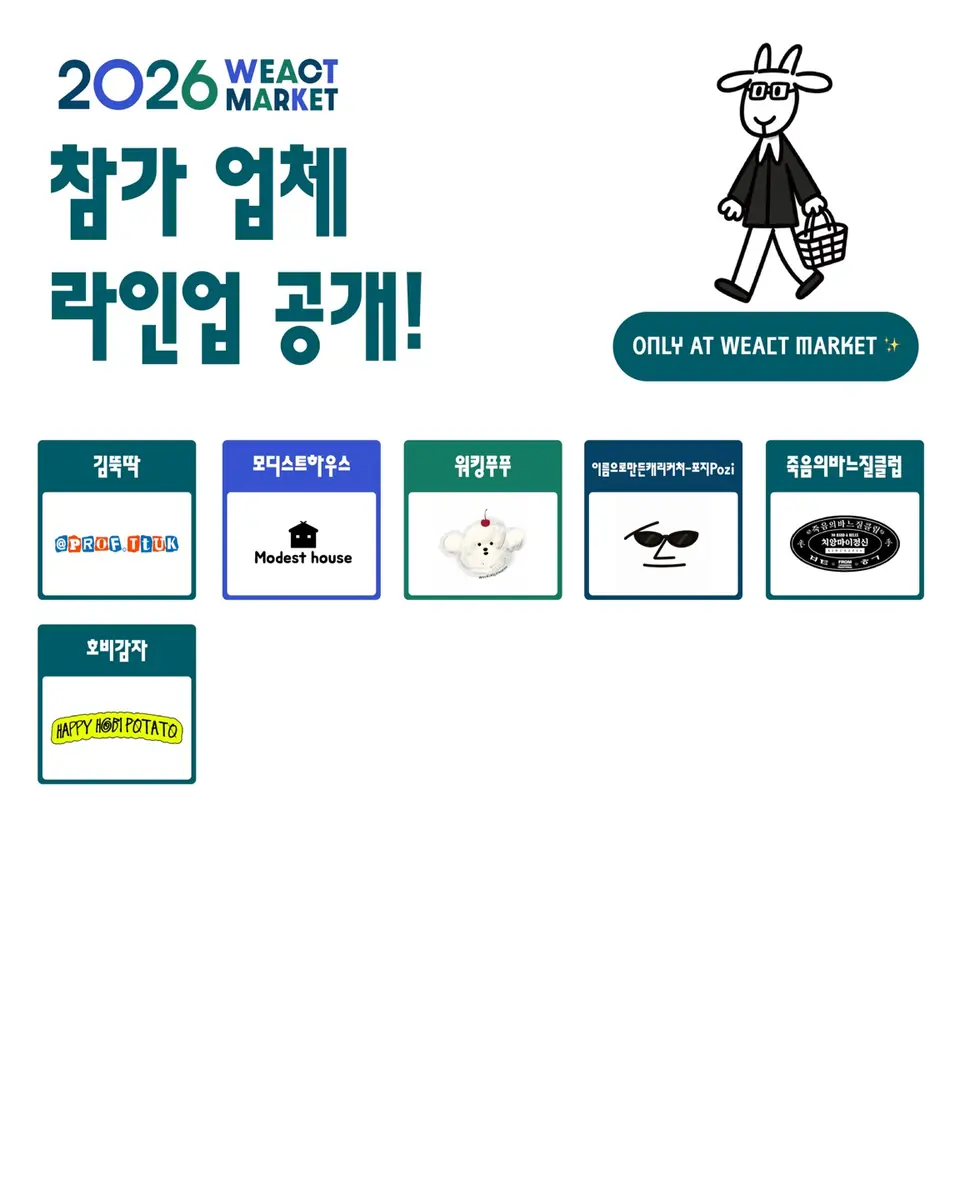 2026 WEACT
MARKET
참가 업체
라인업 공개!
ONLY AT WEACT MARKET ✨
김뚝딱
@PROF.TTUK
모디스트하우스
Modest house
워킹푸푸
이름으로만든캐리커처-포지Pozi
죽음의바느질클럽
죽음의바느질클럽
치앙마이정신
FROM
호비감자
HAPPY HOBI POTATO